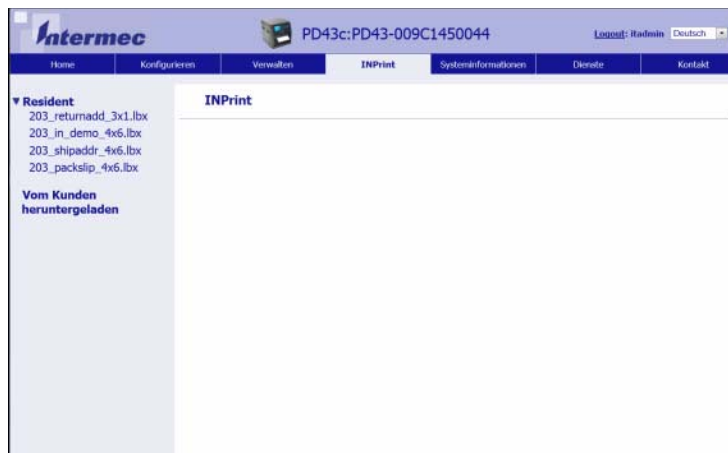 Intermec
PD43c:PD43-009C1450044
Logout: itadmin Deutsch
Home Konfigurieren Verwalten INPrint Systeminformationen Dienste Kontakt
Resident
203_returnadd_3x1.lbx
203_in_demo_4x6.lbx
203_shipaddr_4x6.lbx
203_packslip_4x6.lbx
Vom Kunden
heruntergeladen
INPrint